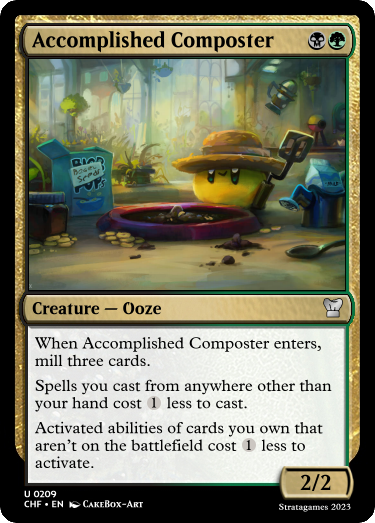 Accomplished Composter
Creature — Ooze
When Accomplished Composter enters,
mill three cards.
Spells you cast from anywhere other than
your hand cost 1 less to cast.
Activated abilities of cards you own that
aren't on the battlefield cost 1 less to
activate.
2/2
U 0209
CHF • EN CakeBox-Art
Stratagames 2023